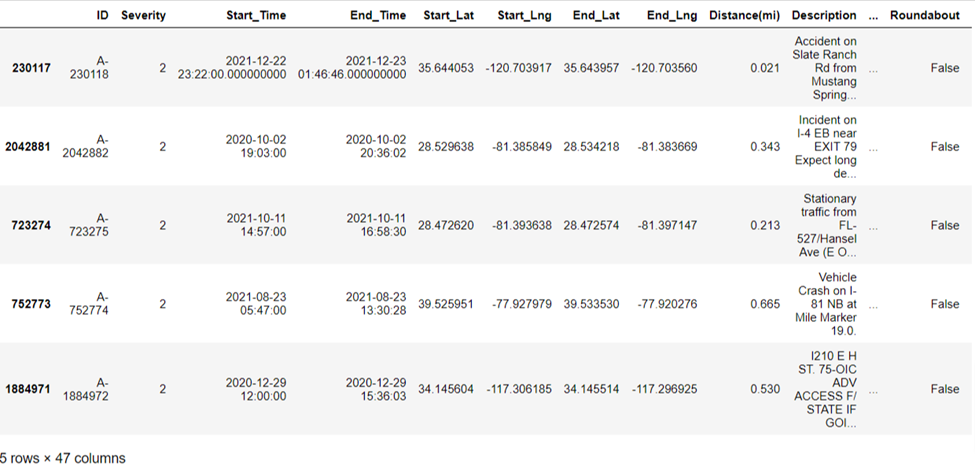 ID Severity Start_Time End_Time Start_Lat Start_Lng End_Lat End_Lng Distance(mi) Description ... Roundabout
230117 A-230118 2 2021-12-22 23:22:00.000000000 2021-12-23 01:46:46.000000000 35.644053 -120.703917 35.643957 -120.703560 0.021 Accident on Slate Ranch Rd from Mustang Spring... ... False
2042881 A-2042882 2 2020-10-02 19:03:00 2020-10-02 20:36:02 28.529638 -81.385849 28.534218 -81.383669 0.343 Incident on I-4 EB near EXIT 79 Expect long de... ... False
723274 A-723275 2 2021-10-11 14:57:00 2021-10-11 16:58:30 28.472620 -81.393638 28.472574 -81.397147 0.213 Stationary traffic from FL-527/Hansel Ave (E O... ... False
752773 A-752774 2 2021-08-23 05:47:00 2021-08-23 13:30:28 39.525951 -77.927979 39.533530 -77.920276 0.665 Vehicle Crash on I-81 NB at Mile Marker 19.0. ... False
1884971 A-1884972 2 2020-12-29 12:00:00 2020-12-29 15:36:03 34.145604 -117.306185 34.145514 -117.296925 0.530 I210 E H ST. 75-OIC ADV ACCESS F/ STATE IF GOI... ... False
5 rows × 47 columns